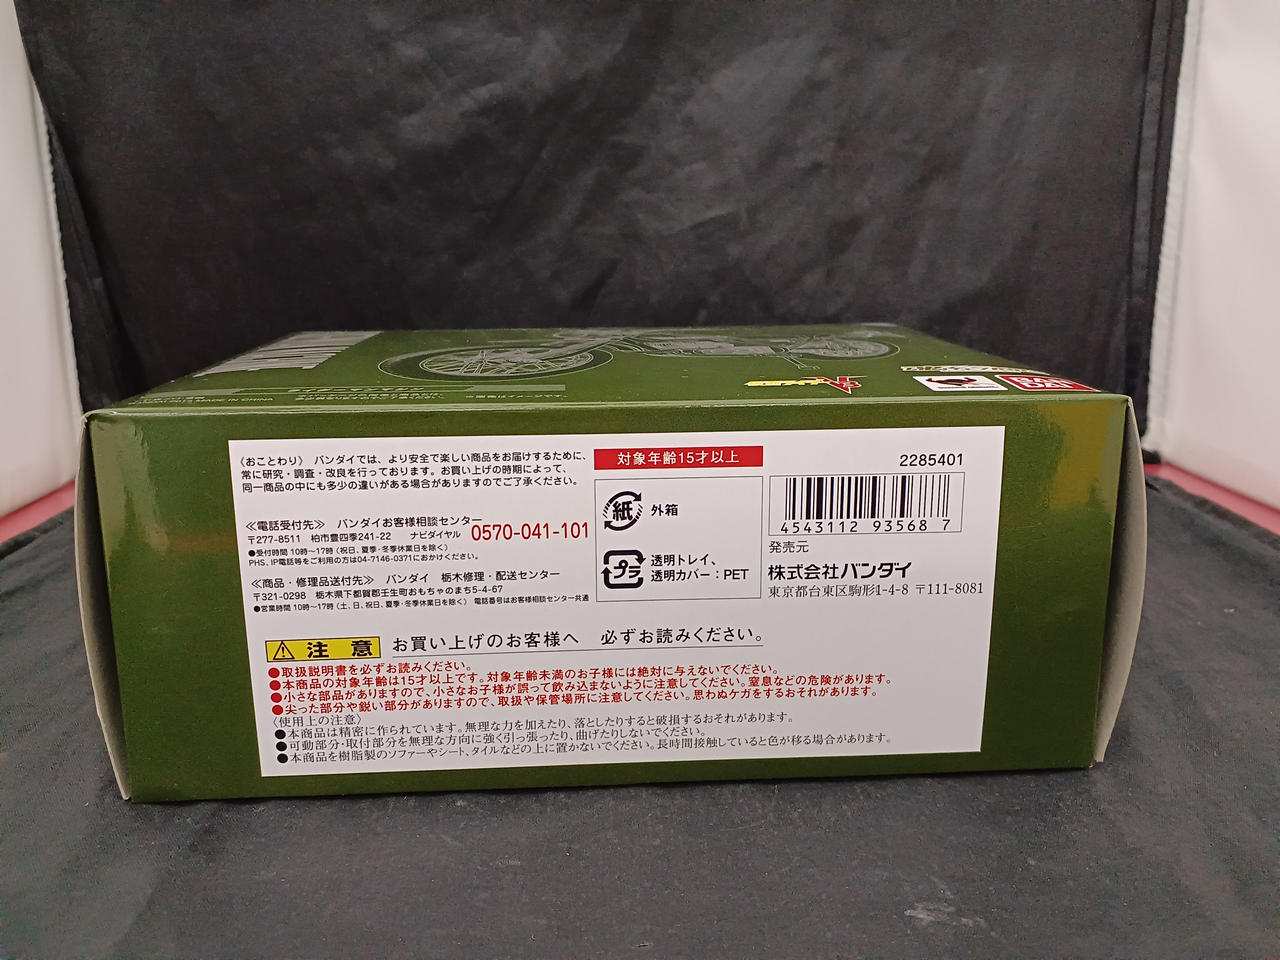 BANDAI
MADE IN CHINA
〈おことわり〉 バンダイでは、より安全で楽しい商品をお届けするために、
常に研究・調査・改良を行っております。お買い上げの時期によって、
同一商品の中にも多少の違いがある場合がありますのでご了承ください。
≪電話受付先≫ バンダイお客様相談センター
〒277-8511 柏市豊四季241-22 ナビダイヤル 0570-041-101
●受付時間 10時~17時（祝日、夏季・冬季休業日を除く）
PHS、IP電話等をご利用の方は04-7146-0371におかけください。
≪商品・修理品送付先≫ バンダイ 栃木修理・配送センター
〒321-0298 栃木県下都賀郡壬生町おもちゃのまち5-4-67
●営業時間 10時~17時（土、日、祝日、夏季・冬季休業日を除く） 電話番号はお客様相談センター共通
対象年齢15才以上
紙 外箱
プラ 透明トレイ、
透明カバー：PET
2285401
4543112 93568 7
発売元
株式会社バンダイ
東京都台東区駒形1-4-8 〒111-8081
注意 お買い上げのお客様へ 必ずお読みください。
●取扱説明書を必ずお読みください。
●本商品の対象年齢は15才以上です。対象年齢未満のお子様には絶対に与えないでください。
●小さな部品がありますので、小さなお子様が誤って飲み込まないように注意してください。窒息などの危険があります。
●尖った部分や鋭い部分がありますので、取扱や保管場所に注意してください。思わぬケガをするおそれがあります。
〈使用上の注意〉
●本商品は精密に作られています。無理な力を加えたり、落としたりすると破損するおそれがあります。
●可動部分・取付部分を無理な方向に強く引っ張ったり、曲げたりしないでください。
●本商品を樹脂製のソファーやシート、タイルなどの上に置かないでください。長時間接触していると色が移る場合があります。